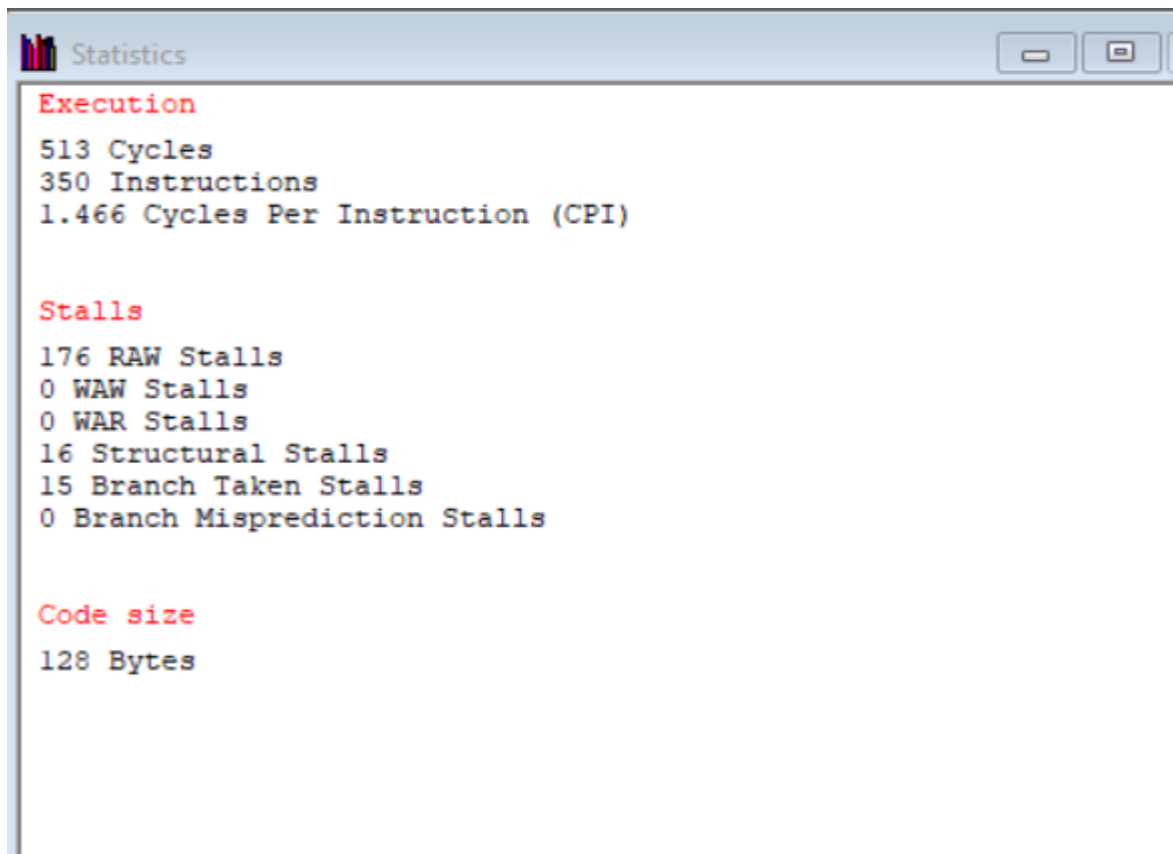 Statistics
Execution
513 Cycles
350 Instructions
1.466 Cycles Per Instruction (CPI)
Stalls
176 RAW Stalls
0 WAW Stalls
0 WAR Stalls
16 Structural Stalls
15 Branch Taken Stalls
0 Branch Misprediction Stalls
Code size
128 Bytes